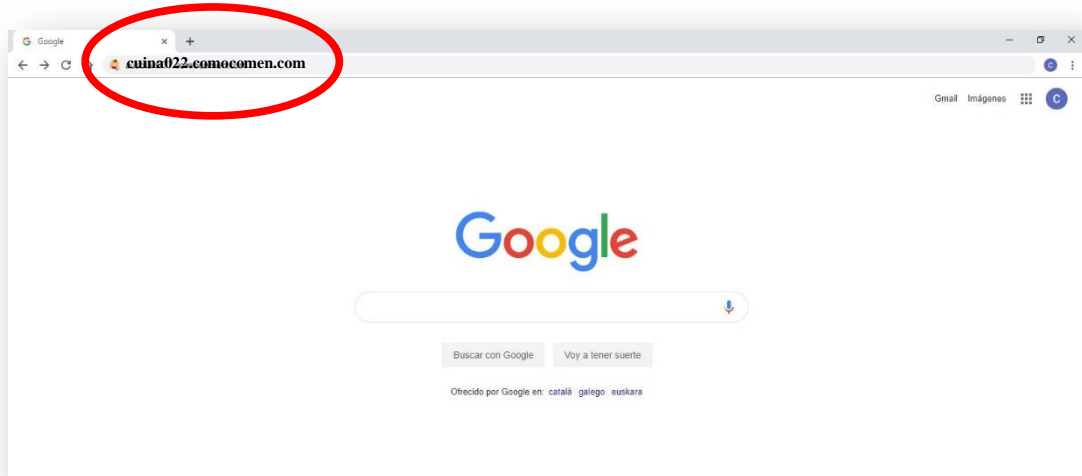 Google
cuina022.comocomen.com
C
Gmail Imágenes C
Google
Buscar con Google Voy a tener suerte
Ofrecido por Google en: català galego euskara